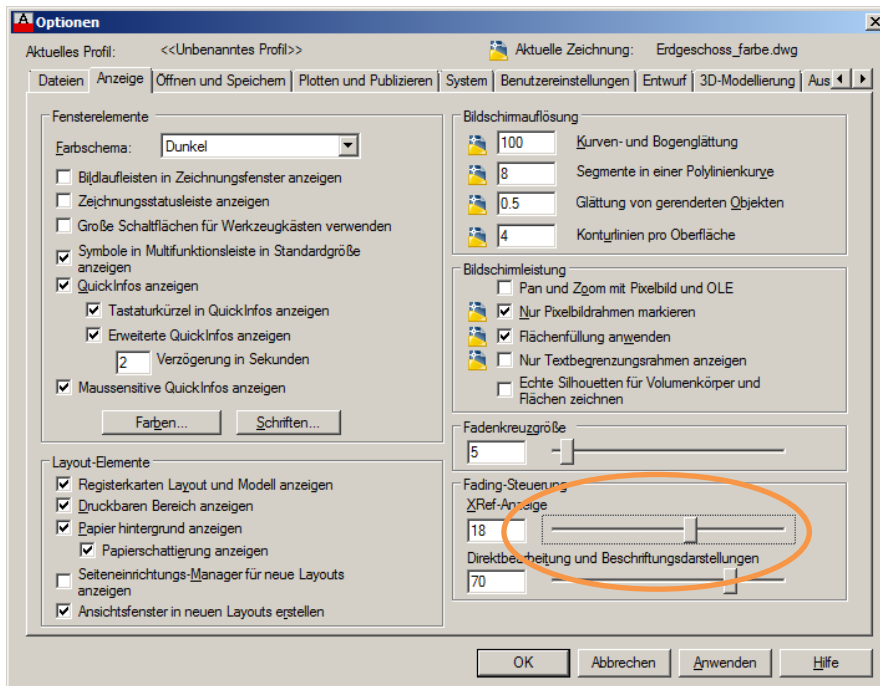 Optionen
Aktuelles Profil: <<Unbenanntes Profil>> Aktuelle Zeichnung: Erdgeschoss_farbe.dwg
Dateien Anzeige Öffnen und Speichern Plotten und Publizieren System Benutzereinstellungen Entwurf 3D-Modellierung Aus
Fensterelemente
Farbschema: Dunkel
Bildlaufleisten in Zeichnungsfenster anzeigen
Zeichnungsstatusleiste anzeigen
Große Schaltflächen für Werkzeugkästen verwenden
Symbole in Multifunktionsleiste in Standardgröße
anzeigen
QuickInfos anzeigen
Tastaturkürzel in QuickInfos anzeigen
Erweiterte QuickInfos anzeigen
2 Verzögerung in Sekunden
Maussensitive QuickInfos anzeigen
Farben... Schriften...
Layout-Elemente
Registerkarten Layout und Modell anzeigen
Druckbaren Bereich anzeigen
Papier hintergrund anzeigen
Papierschattierung anzeigen
Seiteneinrichtungs-Manager für neue Layouts
anzeigen
Ansichtsfenster in neuen Layouts erstellen
Bildschirmauflösung
100 Kurven- und Bogenglättung
8 Segmente in einer Polylinienkurve
0.5 Glättung von gerenderten Objekten
4 Konturlinien pro Oberfläche
Bildschirmleistung
Pan und Zoom mit Pixelbild und OLE
Nur Pixelbildrahmen markieren
Flächenfüllung anwenden
Nur Textbegrenzungsrahmen anzeigen
Echte Silhouetten für Volumenkörper und
Flächen zeichnen
Fadenkreuzgröße
5
Fading-Steuerung
XRef-Anzeige
18
Direktbearbeitung und Beschriftungsdarstellungen
70
OK Abbrechen Anwenden Hilfe